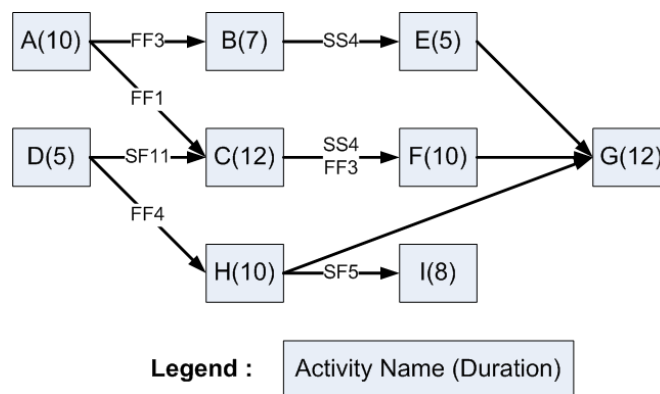 A(10)
FF3
B(7)
SS4
E(5)
FF1
D(5)
SF11
C(12)
SS4
FF3
F(10)
G(12)
FF4
H(10)
SF5
I(8)
Legend :
Activity Name (Duration)